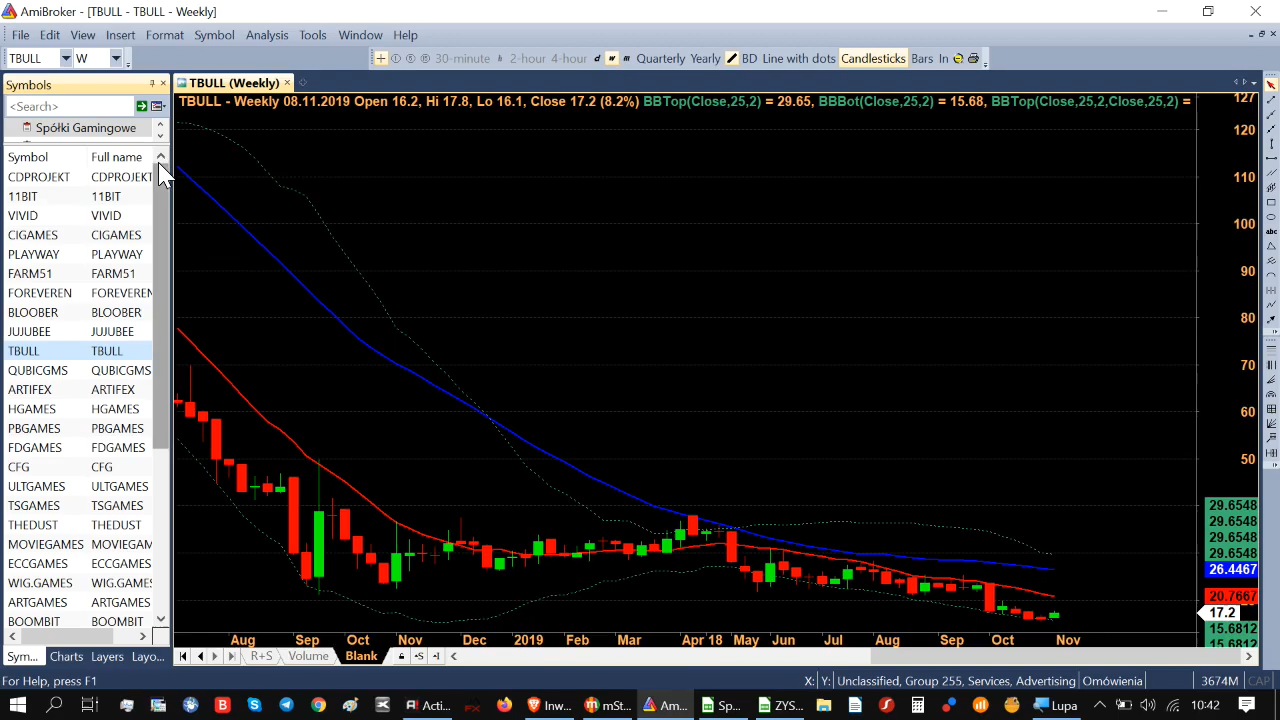 AmiBroker - [TBULL - TBULL - Weekly]
File Edit View Insert Format Symbol Analysis Tools Window Help
TBULL W 30-minute 2-hour 4-hour d w m Quarterly Yearly BD Line with dots Candlesticks Bars In
Symbols
TBULL (Weekly)
<Search>
TBULL - Weekly 08.11.2019 Open 16.2, Hi 17.8, Lo 16.1, Close 17.2 (8.2%) BBTop(Close,25,2) = 29.65, BBBot(Close,25,2) = 15.68, BBTop(Close,25,2,Close,25,2) =
Spółki Gamingowe
Symbol Full name
CDPROJEKT CDPROJEKT
11BIT 11BIT
VIVID VIVID
CIGAMES CIGAMES
PLAYWAY PLAYWAY
FARM51 FARM51
FOREVEREN FOREVEREN
BLOOBER BLOOBER
JUJUBEE JUJUBEE
TBULL TBULL
QUBICGMS QUBICGMS
ARTIFEX ARTIFEX
HGAMES HGAMES
PBGAMES PBGAMES
FDGAMES FDGAMES
CFG CFG
ULTGAMES ULTGAMES
TSGAMES TSGAMES
THEDUST THEDUST
MOVIEGAMES MOVIEGAM
ECCGAMES ECCGAMES
WIG.GAMES WIG.GAMES
ARTGAMES ARTGAMES
BOOMBIT BOOMBIT
127
120
110
100
90
80
70
60
50
29.6548
29.6548
29.6548
29.6548
26.4467
20.7667
17.2
15.6812
15.6812
Aug Sep Oct Nov Dec 2019 Feb Mar Apr '18 May Jun Jul Aug Sep Oct Nov
Sym... Charts Layers Layo...
R+S Volume Blank
For Help, press F1
X: Y: Unclassified, Group 255, Services, Advertising Omówienia 3674M CAP
Acti... Inw... mSt... Am... Sp... ZYS... Lupa 10:42